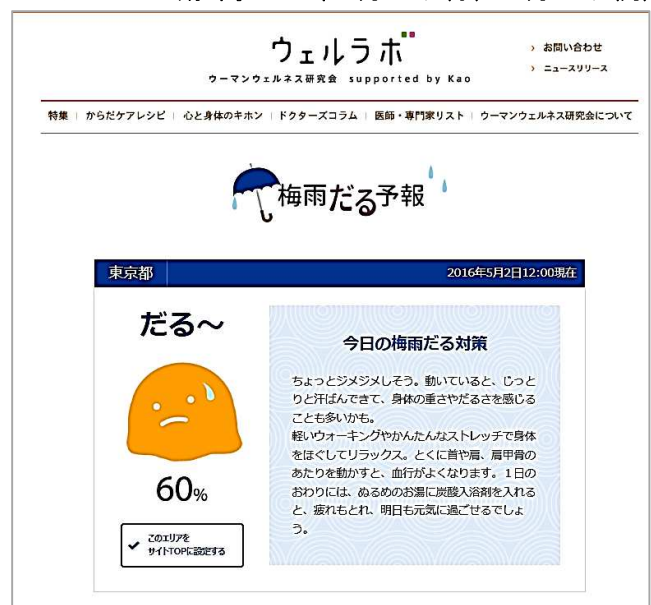 ウェルラボ
ウーマンウェルネス研究会 supported by Kao
› お問い合わせ
› ニュースリリース
特集 | からだケアレシピ | 心と身体のキホン | ドクターズコラム | 医師・専門家リスト | ウーマンウェルネス研究会について
梅雨だる予報
東京都 2016年5月2日12:00現在
だる～
60%
✓ このエリアを
サイトTOPに設定する
今日の梅雨だる対策
ちょっとジメジメしそう。動いていると、じっと
りと汗ばんできて、身体の重さやだるさを感じる
ことも多いかも。
軽いウォーキングやかんたんなストレッチで身体
をほぐしてリラックス。とくに首や肩、肩甲骨の
あたりを動かすと、血行がよくなります。1日の
おわりには、ぬるめのお湯に炭酸入浴剤を入れる
と、疲れもとれ、明日も元気に過ごせるでしょ
う。